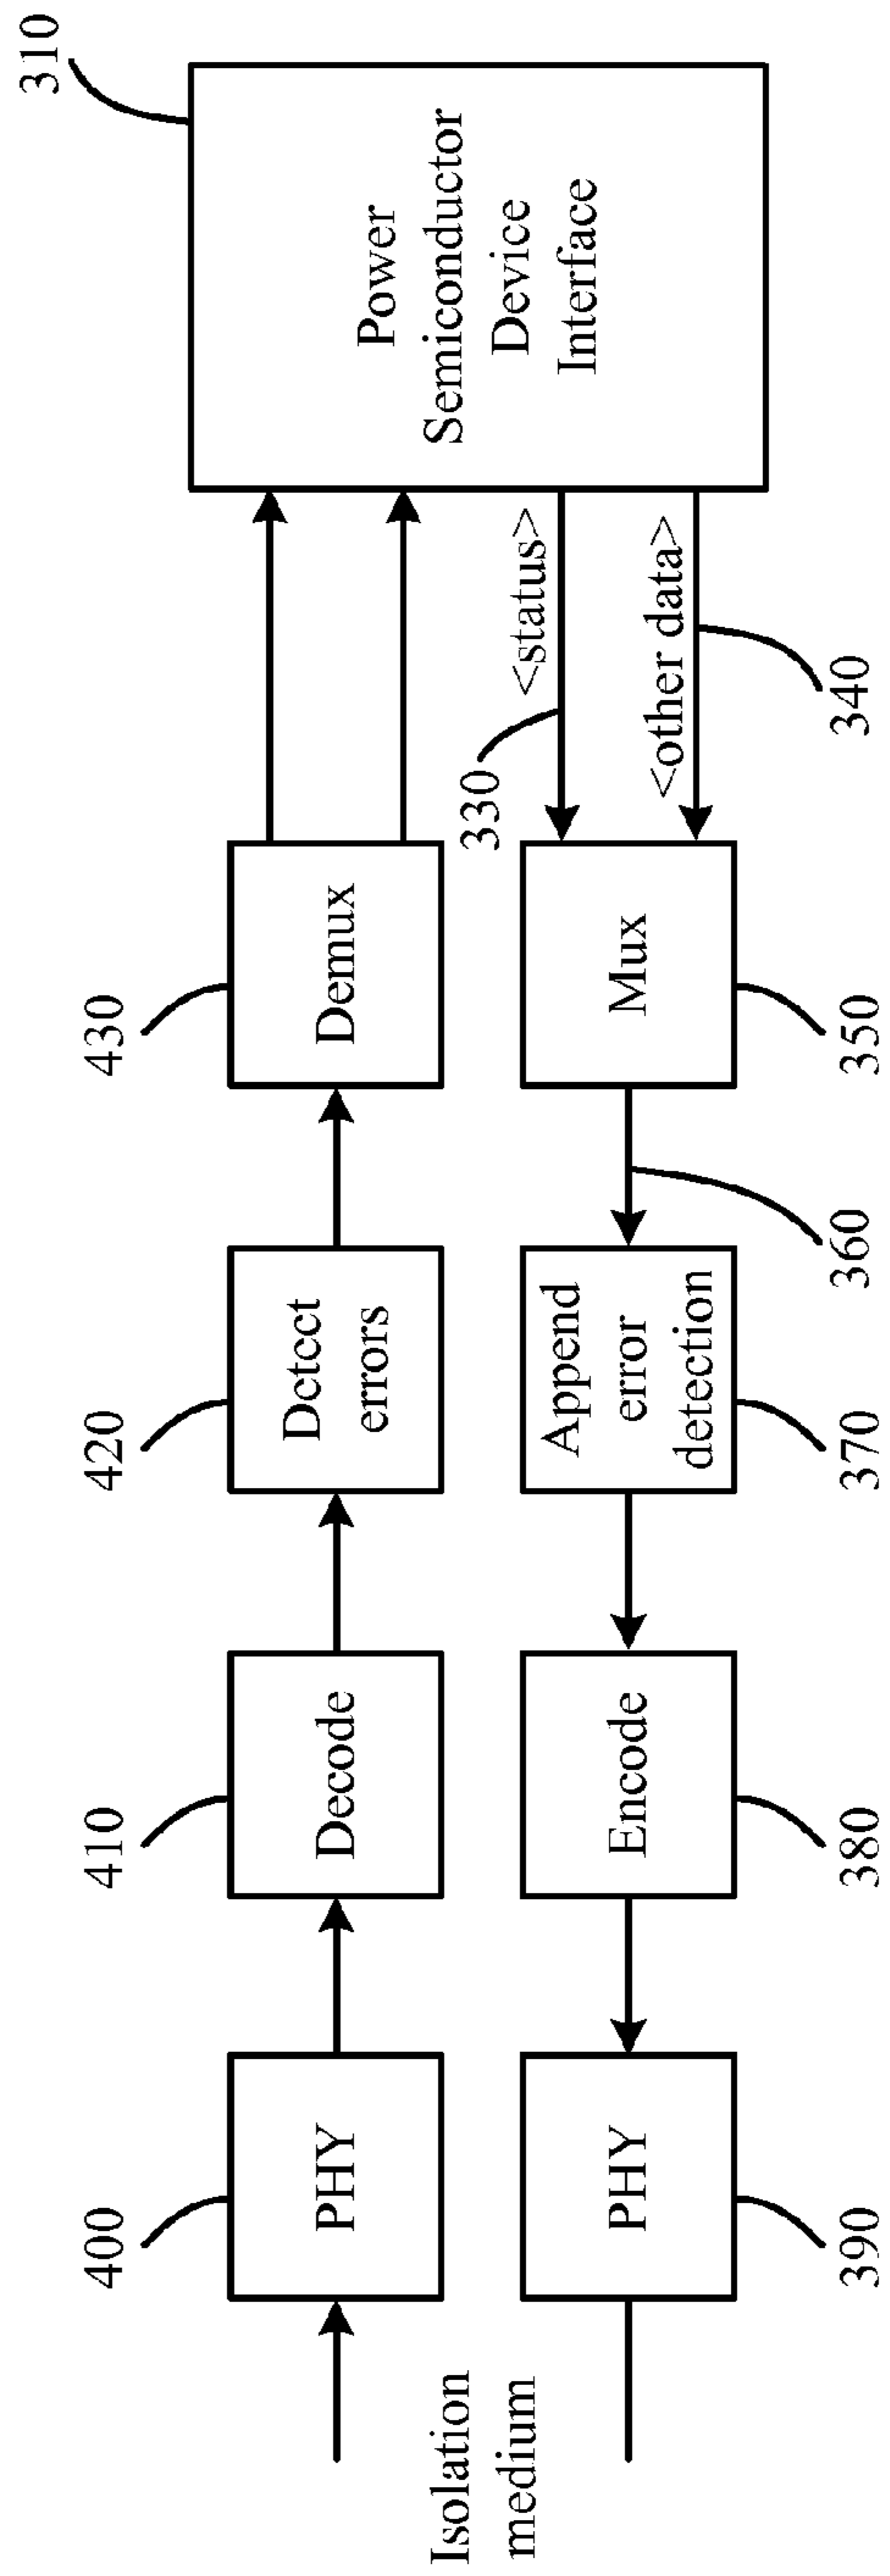 400
410
420
430
310
PHY
Decode
Dctcct
errors
Demux
Power
Semiconductor
Device
Interface
Isolation
medium
<status>
330
<other data>
340
PHY
Encode
Append
error
detection
Mux
390
380
370
360
350